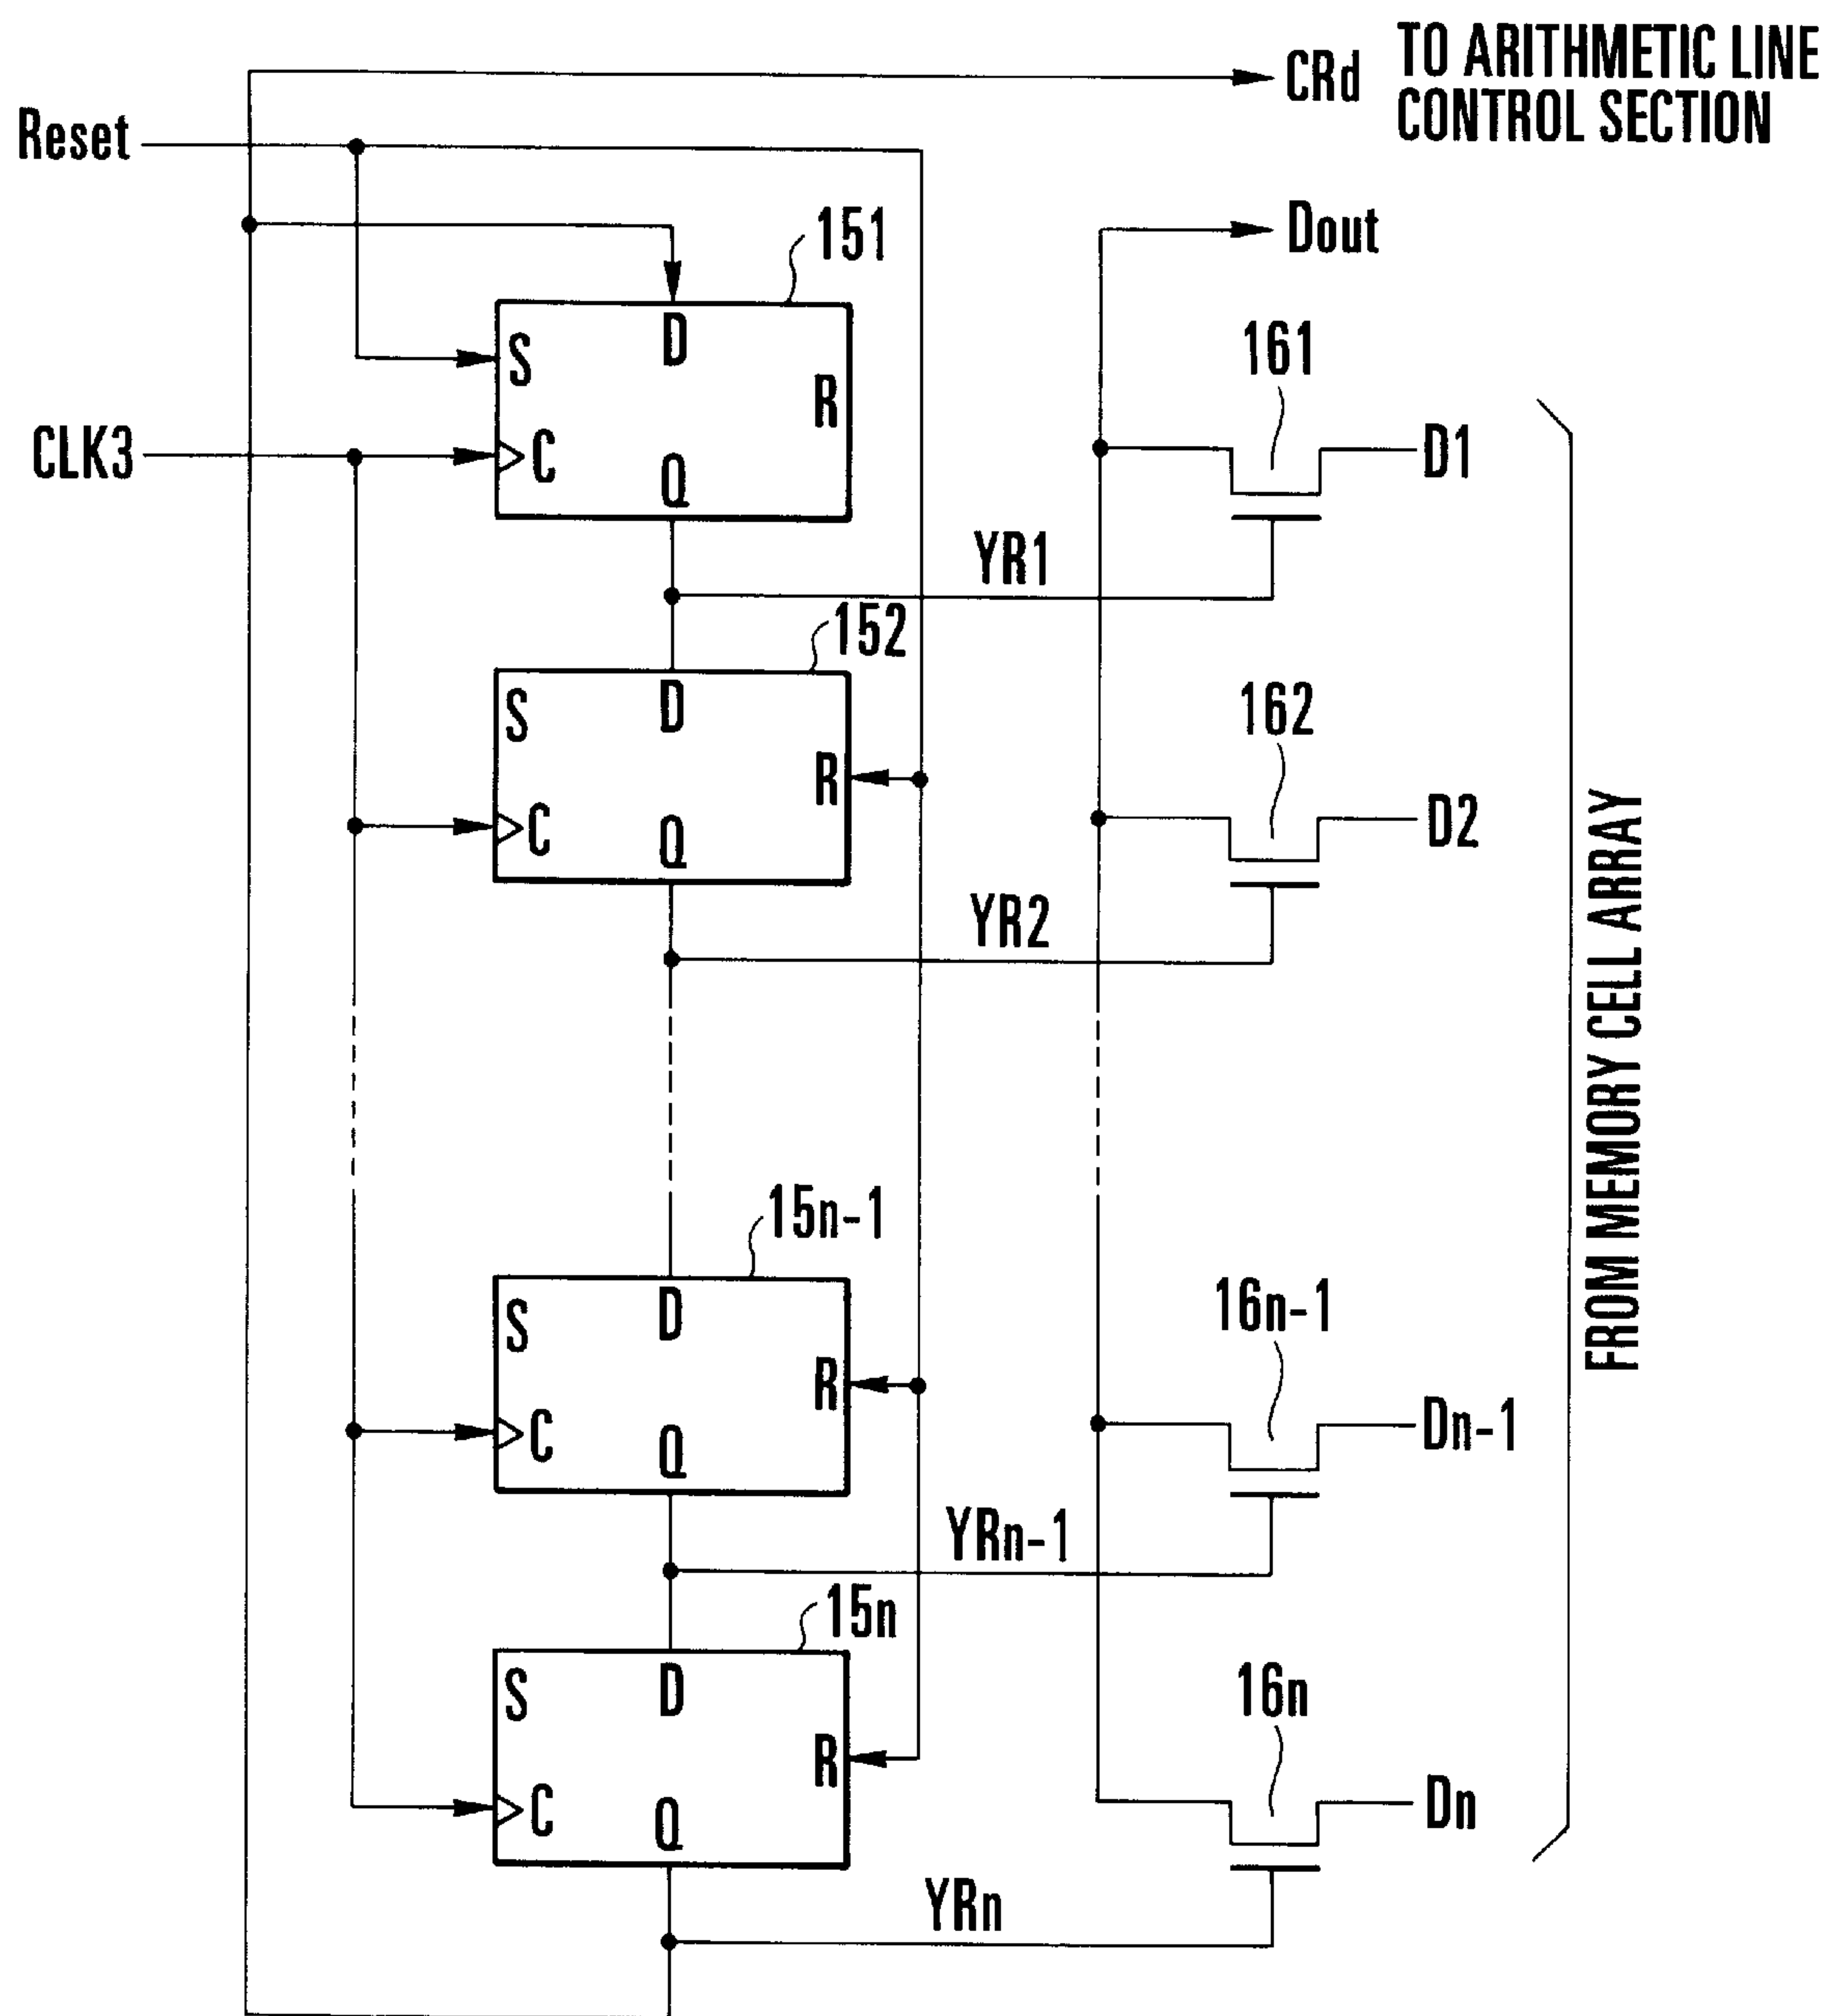 CRd
TO ARITHMETIC LINE
CONTROL SECTION
Reset
Dout
151
D
S
R
161
CLK3
C
Q
D1
YR1
152
D
S
162
R
D2
C
Q
YR2
FROM MEMORY CELL ARRAY
15n-1
D
S
16n-1
R
Dn-1
C
Q
YRn-1
15n
D
S
16n
R
Dn
C
Q
YRn